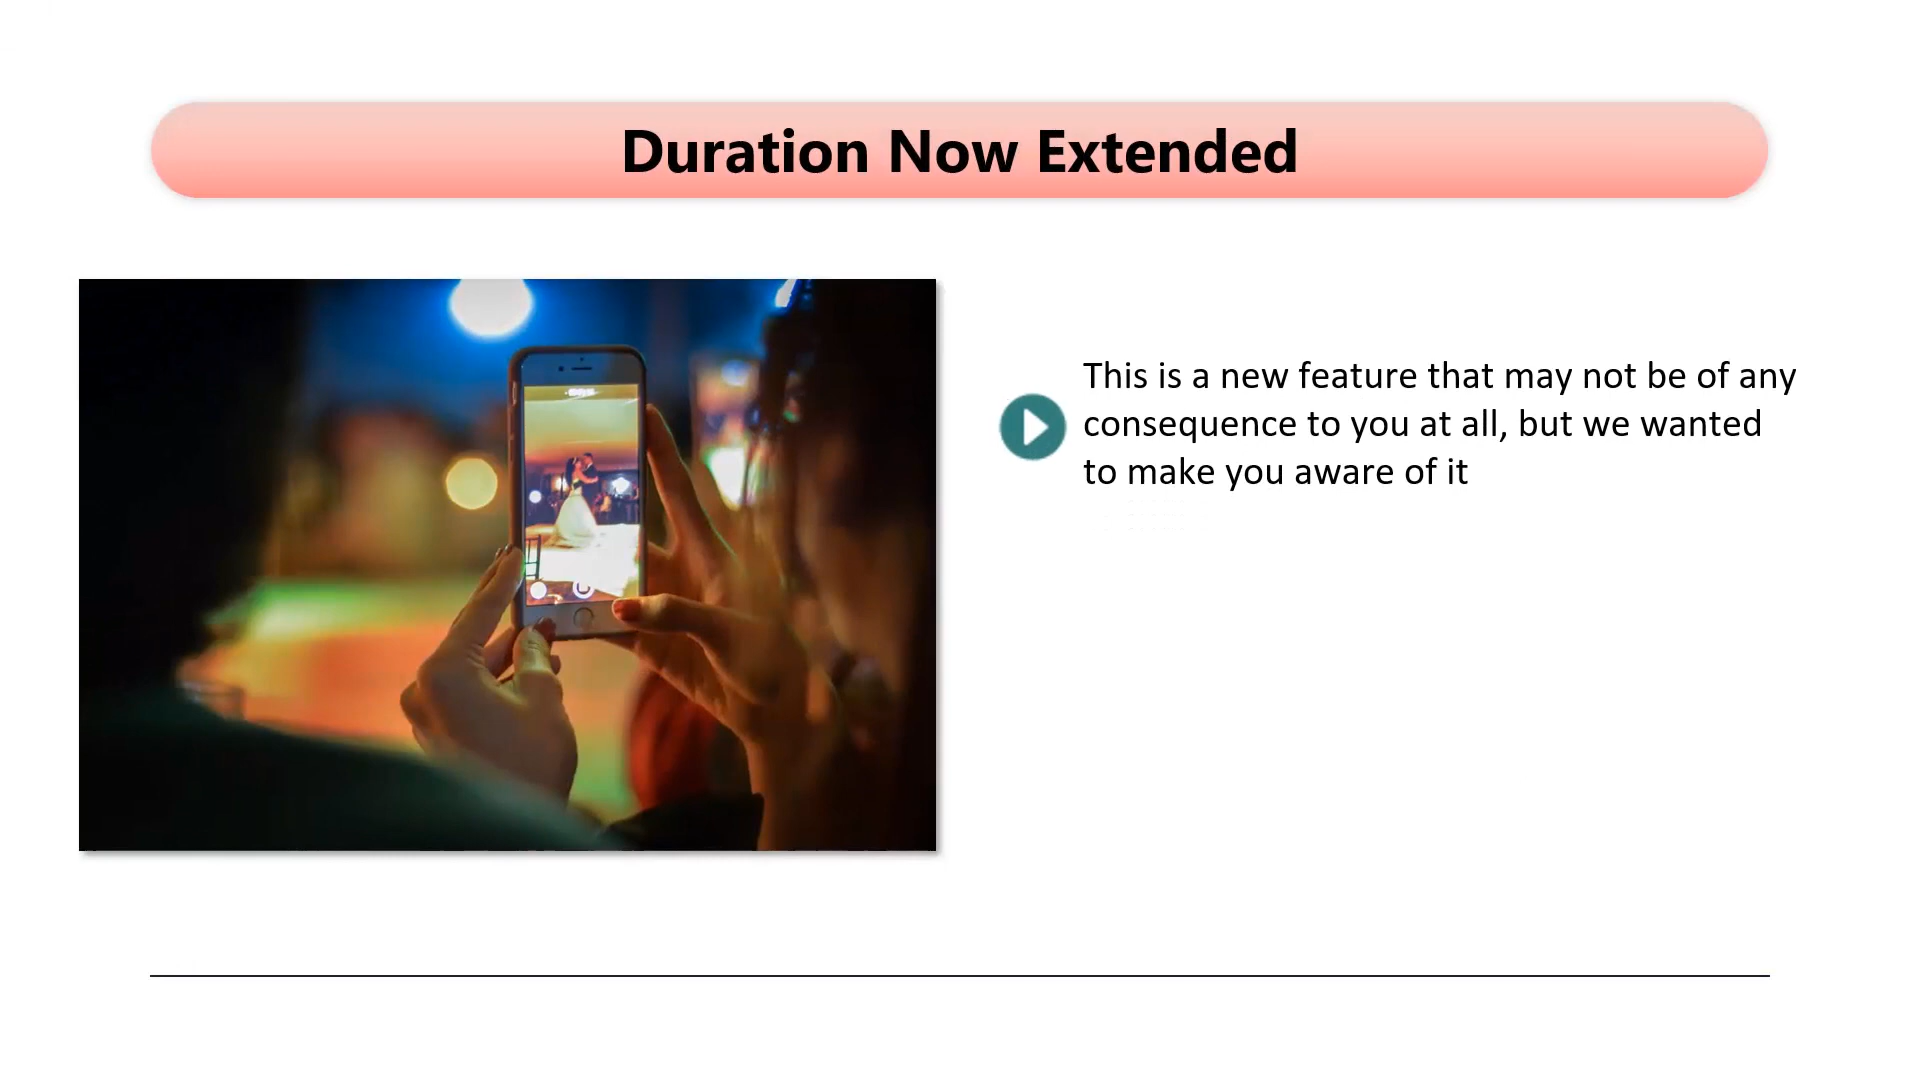 Duration Now Extended
This is a new feature that may not be of any
consequence to you at all, but we wanted
to make you aware of it